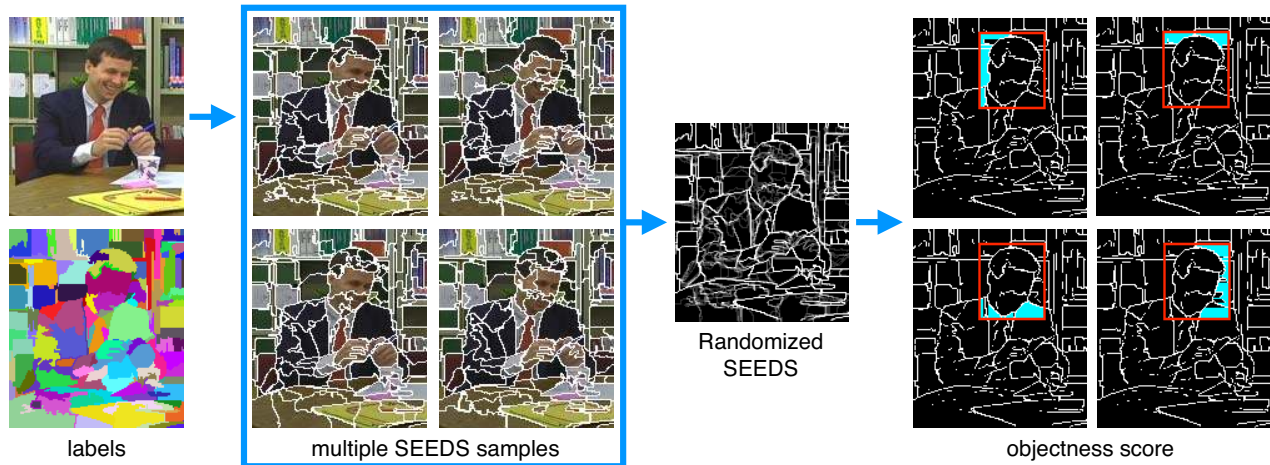 Randomized
SEEDS
labels
multiple SEEDS samples
objectness score